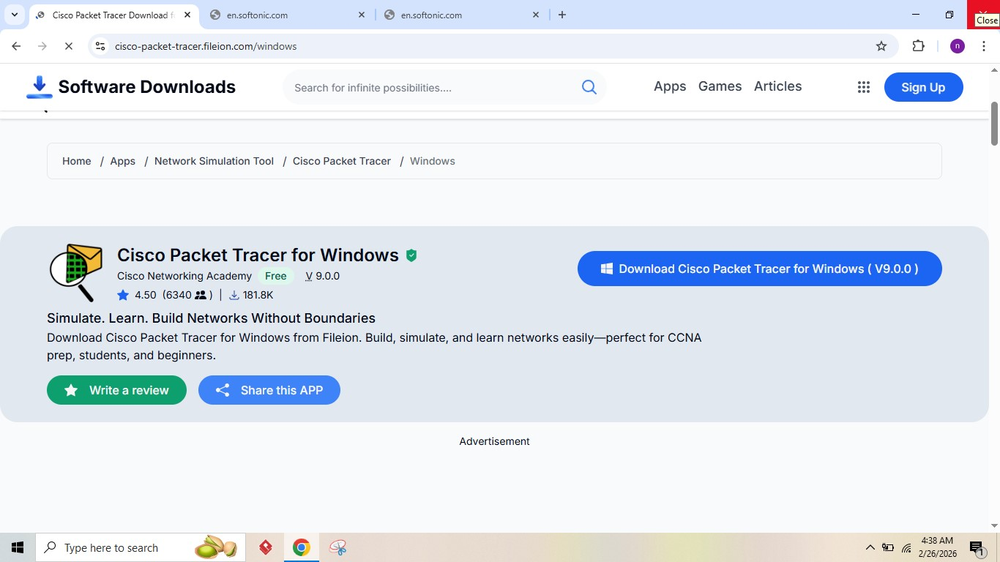 Cisco Packet Tracer Download f
en.softonic.com
en.softonic.com
Close
cisco-packet-tracer.fileion.com/windows
n
Software Downloads
Search for infinite possibilities....
Apps Games Articles
Sign Up
Home / Apps / Network Simulation Tool / Cisco Packet Tracer / Windows
Cisco Packet Tracer for Windows
Cisco Networking Academy Free V 9.0.0
4.50 (6340 ) | 181.8K
Download Cisco Packet Tracer for Windows ( V9.0.0 )
Simulate. Learn. Build Networks Without Boundaries
Download Cisco Packet Tracer for Windows from Fileion. Build, simulate, and learn networks easily—perfect for CCNA
prep, students, and beginners.
Write a review
Share this APP
Advertisement
Type here to search
4:38 AM
2/26/2026
1